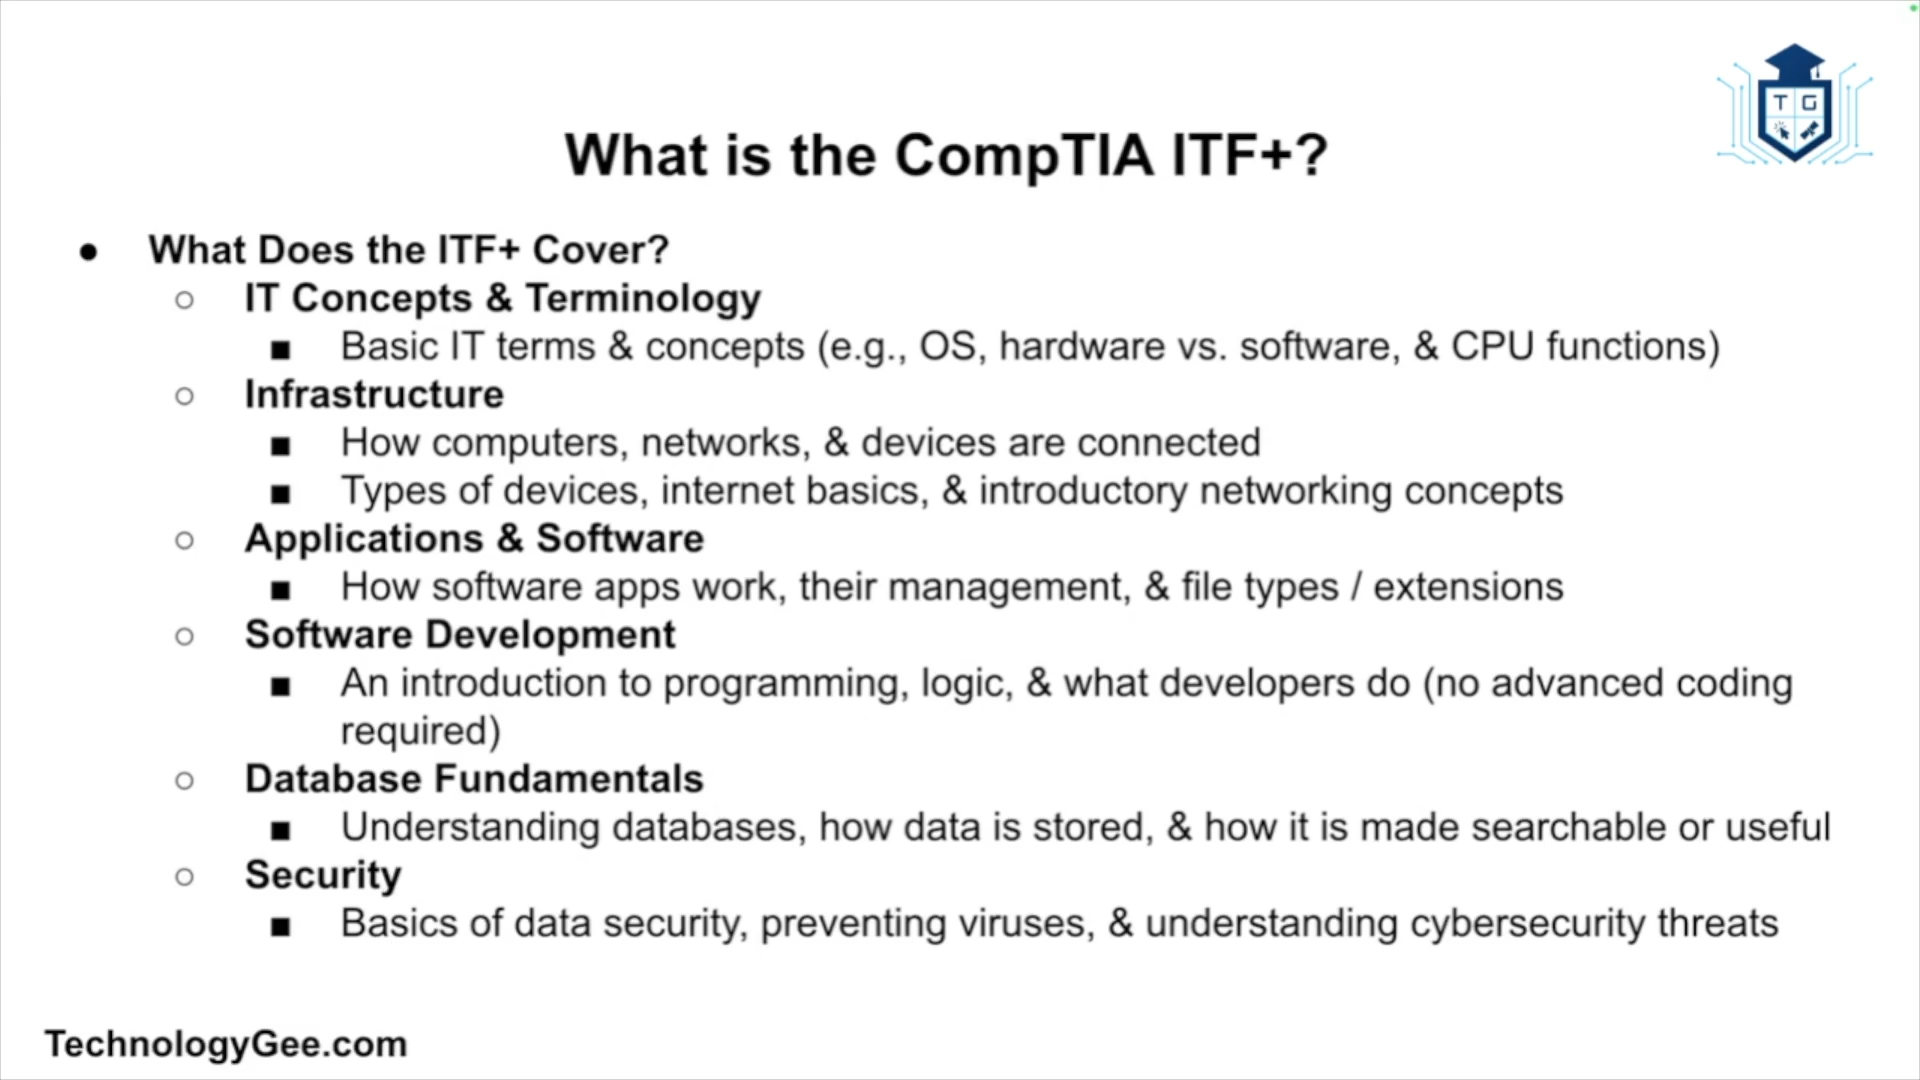 T G
What is the CompTIA ITF+?
● What Does the ITF+ Cover?
○ IT Concepts & Terminology
■ Basic IT terms & concepts (e.g., OS, hardware vs. software, & CPU functions)
○ Infrastructure
■ How computers, networks, & devices are connected
■ Types of devices, internet basics, & introductory networking concepts
○ Applications & Software
■ How software apps work, their management, & file types / extensions
○ Software Development
■ An introduction to programming, logic, & what developers do (no advanced coding
required)
○ Database Fundamentals
■ Understanding databases, how data is stored, & how it is made searchable or useful
○ Security
■ Basics of data security, preventing viruses, & understanding cybersecurity threats
TechnologyGee.com